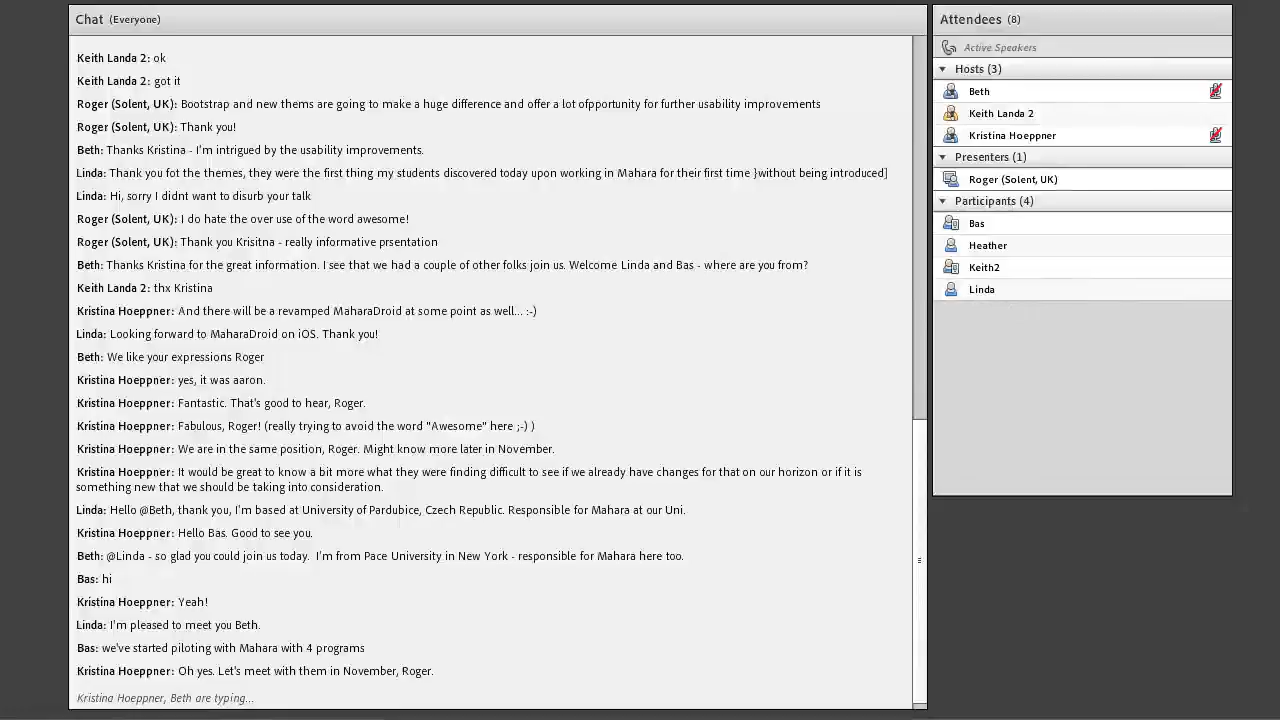 Chat (Everyone)
Keith Landa 2: ok
Keith Landa 2: got it
Roger (Solent, UK): Bootstrap and new thems are going to make a huge difference and offer a lot ofpportunity for further usability improvements
Roger (Solent, UK): Thank you!
Beth: Thanks Kristina - I'm intrigued by the usability improvements.
Linda: Thank you fot the themes, they were the first thing my students discovered today upon working in Mahara for their first time }without being introduced]
Linda: Hi, sorry I didnt want to disurb your talk
Roger (Solent, UK): I do hate the over use of the word awesome!
Roger (Solent, UK): Thank you Krisitna - really informative prsentation
Beth: Thanks Kristina for the great information. I see that we had a couple of other folks join us. Welcome Linda and Bas - where are you from?
Keith Landa 2: thx Kristina
Kristina Hoeppner: And there will be a revamped MaharaDroid at some point as well... :-)
Linda: Looking forward to MaharaDroid on iOS. Thank you!
Beth: We like your expressions Roger
Kristina Hoeppner: yes, it was aaron.
Kristina Hoeppner: Fantastic. That's good to hear, Roger.
Kristina Hoeppner: Fabulous, Roger! (really trying to avoid the word "Awesome" here ;-) )
Kristina Hoeppner: We are in the same position, Roger. Might know more later in November.
Kristina Hoeppner: It would be great to know a bit more what they were finding difficult to see if we already have changes for that on our horizon or if it is
something new that we should be taking into consideration.
Linda: Hello @Beth, thank you, I'm based at University of Pardubice, Czech Republic. Responsible for Mahara at our Uni.
Kristina Hoeppner: Hello Bas. Good to see you.
Beth: @Linda - so glad you could join us today.  I'm from Pace University in New York - responsible for Mahara here too.
Bas: hi
Kristina Hoeppner: Yeah!
Linda: I'm pleased to meet you Beth.
Bas: we've started piloting with Mahara with 4 programs
Kristina Hoeppner: Oh yes. Let's meet with them in November, Roger.
Kristina Hoeppner, Beth are typing...
Attendees (8)
Active Speakers
Hosts (3)
Beth
Keith Landa 2
Kristina Hoeppner
Presenters (1)
Roger (Solent, UK)
Participants (4)
Bas
Heather
Keith2
Linda